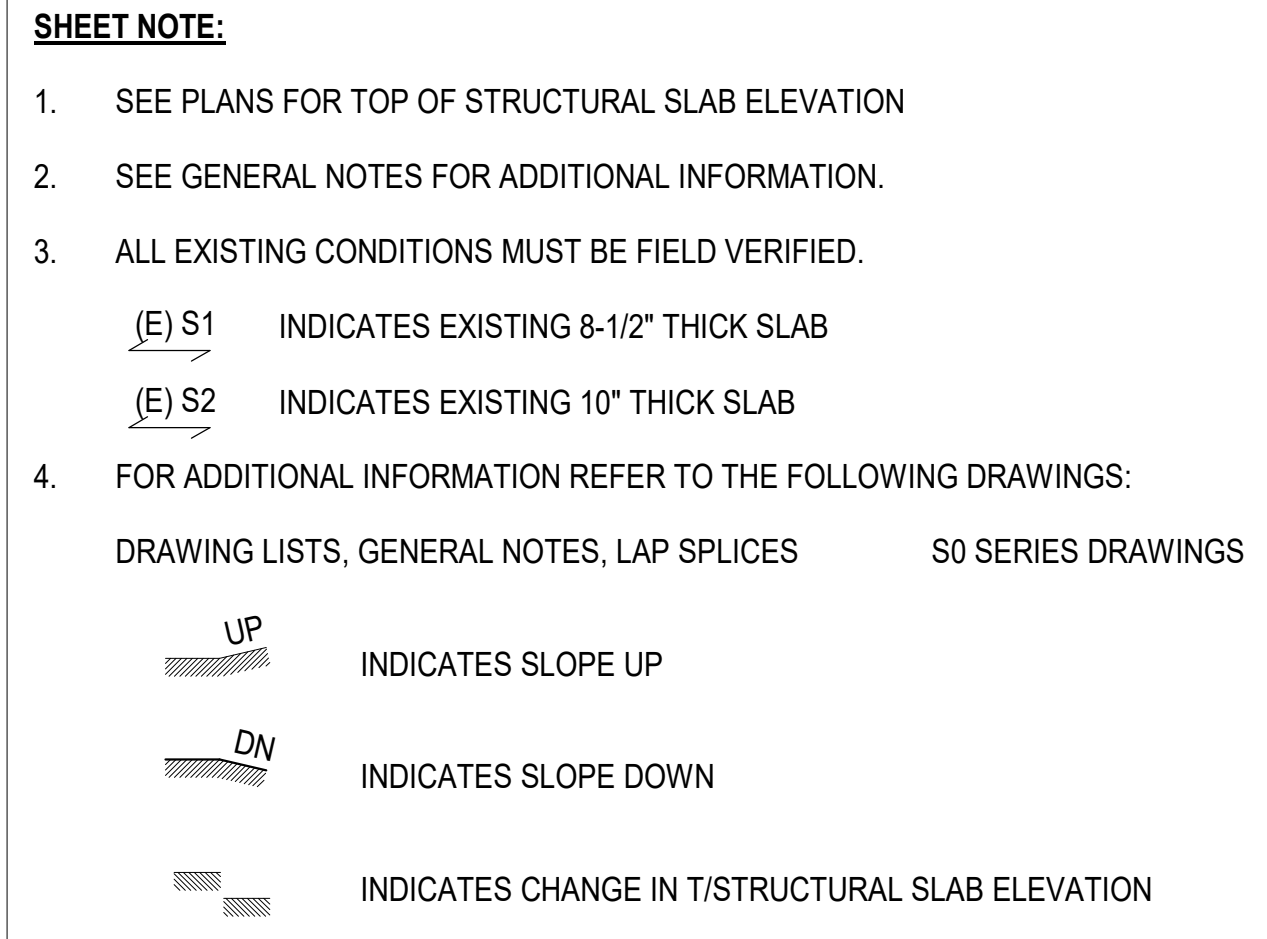 SHEET NOTE:
1. SEE PLANS FOR TOP OF STRUCTURAL SLAB ELEVATION
2. SEE GENERAL NOTES FOR ADDITIONAL INFORMATION.
3. ALL EXISTING CONDITIONS MUST BE FIELD VERIFIED.
(E) S1 INDICATES EXISTING 8-1/2" THICK SLAB
(E) S2 INDICATES EXISTING 10" THICK SLAB
4. FOR ADDITIONAL INFORMATION REFER TO THE FOLLOWING DRAWINGS:
DRAWING LISTS, GENERAL NOTES, LAP SPLICES S0 SERIES DRAWINGS
UP
INDICATES SLOPE UP
DN
INDICATES SLOPE DOWN
INDICATES CHANGE IN T/STRUCTURAL SLAB ELEVATION